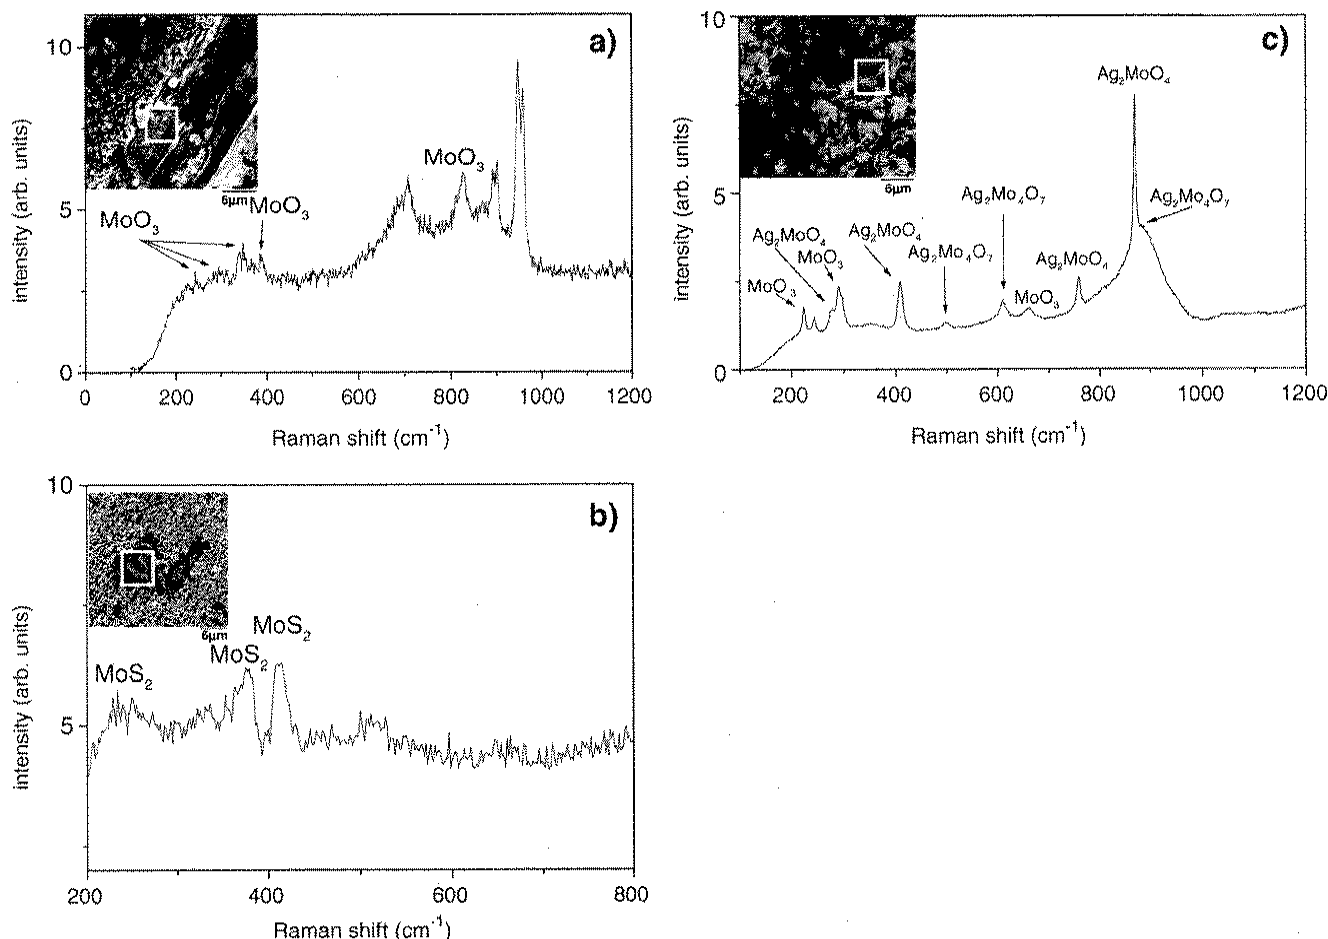 a)
10
5
0
intensity (arb. units)
6µm
MoO₃
MoO₃
MoO₃
0 200 400 600 800 1000 1200
Raman shift (cm⁻¹)
c)
10
5
0
intensity (arb. units)
6µm
Ag₂MoO₄
Ag₂Mo₄O₇
Ag₂Mo₄O₇
Ag₂MoO₄
Ag₂MoO₄
Ag₂Mo₄O₇
MoO₃
Ag₂MoO₄
MoO₃
MoO₃
200 400 600 800 1000 1200
Raman shift (cm⁻¹)
b)
10
5
intensity (arb. units)
6µm
MoS₂
MoS₂
MoS₂
200 400 600 800
Raman shift (cm⁻¹)